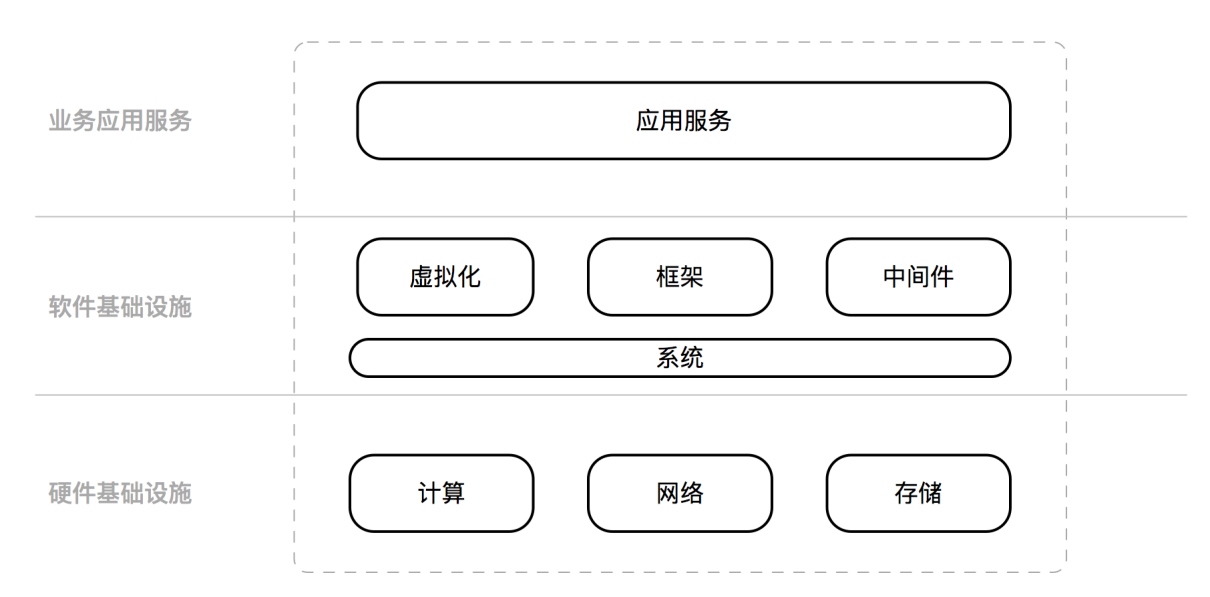 业务应用服务
应用服务
虚拟化
框架
中间件
软件基础设施
系统
硬件基础设施
计算
网络
存储